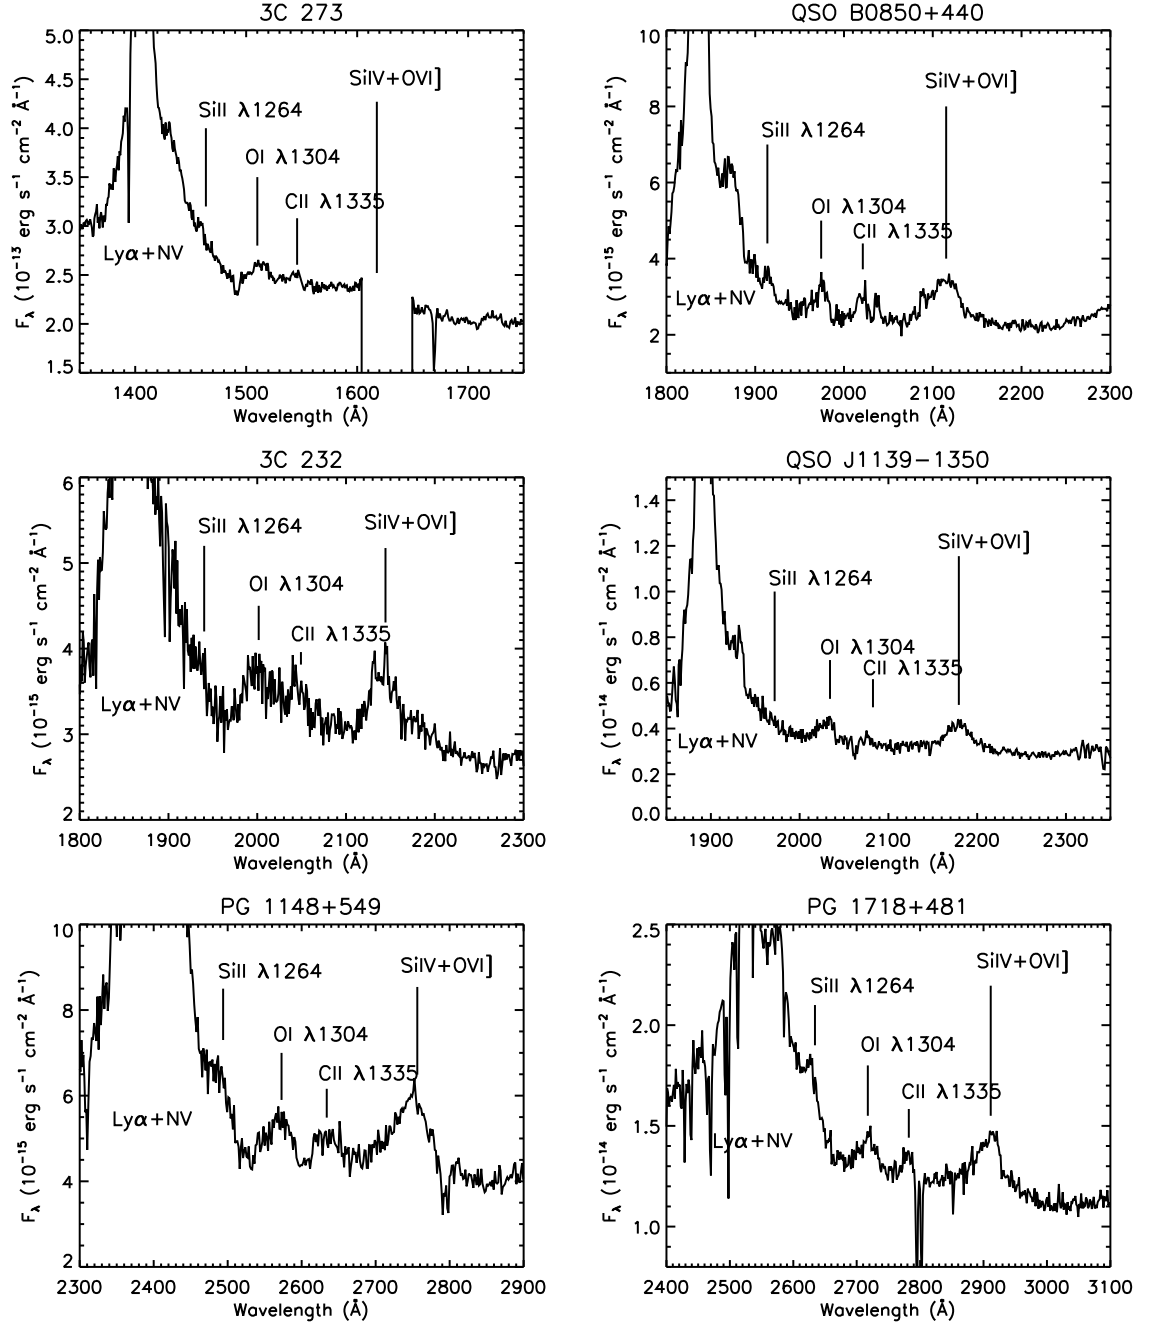 3C 273
5.0
4.5
4.0
3.5
3.0
2.5
2.0
1.5
F_λ (10⁻¹³ erg s⁻¹ cm⁻² Å⁻¹)
SiIV+OVI]
SiII λ1264
OI λ1304
CII λ1335
Lyα+NV
1400 1500 1600 1700
Wavelength (Å)
QSO B0850+440
10
8
6
4
2
F_λ (10⁻¹⁵ erg s⁻¹ cm⁻² Å⁻¹)
SiIV+OVI]
SiII λ1264
OI λ1304
CII λ1335
Lyα+NV
1800 1900 2000 2100 2200 2300
Wavelength (Å)
3C 232
6
5
4
3
2
F_λ (10⁻¹⁵ erg s⁻¹ cm⁻² Å⁻¹)
SiIV+OVI]
SiII λ1264
OI λ1304
CII λ1335
Lyα+NV
1800 1900 2000 2100 2200 2300
Wavelength (Å)
QSO J1139−1350
1.4
1.2
1.0
0.8
0.6
0.4
0.2
0.0
F_λ (10⁻¹⁴ erg s⁻¹ cm⁻² Å⁻¹)
SiIV+OVI]
SiII λ1264
OI λ1304
CII λ1335
Lyα+NV
1900 2000 2100 2200 2300
Wavelength (Å)
PG 1148+549
10
8
6
4
2
F_λ (10⁻¹⁵ erg s⁻¹ cm⁻² Å⁻¹)
SiIV+OVI]
SiII λ1264
OI λ1304
CII λ1335
Lyα+NV
2300 2400 2500 2600 2700 2800 2900
Wavelength (Å)
PG 1718+481
2.5
2.0
1.5
1.0
F_λ (10⁻¹⁴ erg s⁻¹ cm⁻² Å⁻¹)
SiIV+OVI]
SiII λ1264
OI λ1304
CII λ1335
Lyα+NV
2400 2500 2600 2700 2800 2900 3000 3100
Wavelength (Å)